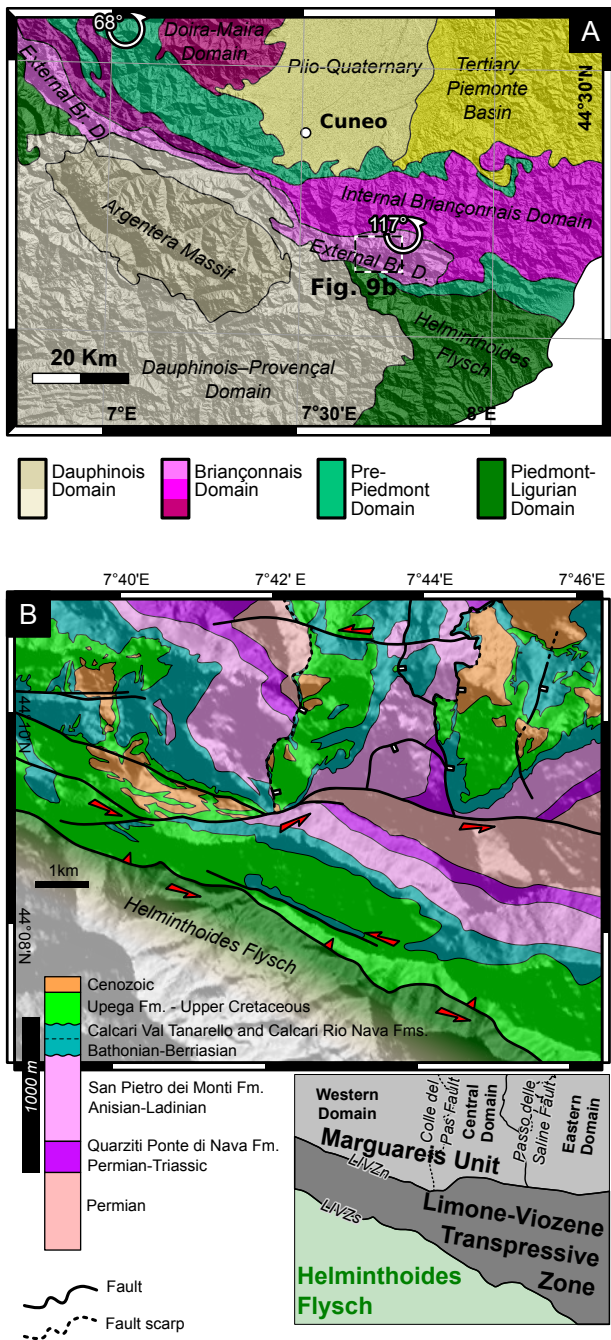 A
68°
Doira-Maira
Domain
Plio-Quaternary
Tertiary
Piemonte
Basin
44°30'N
External Br. D.
Cuneo
Argentera Massif
Internal Briançonnais Domain
117°
External Br. D.
Fig. 9b
Helminthoides
Flysch
20 Km
Dauphinois–Provençal
Domain
7°E
7°30'E
8°E
Dauphinois
Domain
Briançonnais
Domain
Pre-
Piedmont
Domain
Piedmont-
Ligurian
Domain
7°40'E
7°42'E
7°44'E
7°46'E
B
44°10'N
1km
44°08'N
Helminthoides Flysch
Cenozoic
Upega Fm. - Upper Cretaceous
Calcari Val Tanarello and Calcari Rio Nava Fms.
Bathonian-Berriasian
1000 m
San Pietro dei Monti Fm.
Anisian-Ladinian
Quarziti Ponte di Nava Fm.
Permian-Triassic
Permian
Fault
Fault scarp
Western
Domain
Colle del
Pas Fault
Central
Domain
Passo delle
Saline Fault
Eastern
Domain
Marguareis Unit
LIVZn
LIVZs
Limone-Viozene
Transpressive
Zone
Helminthoides
Flysch